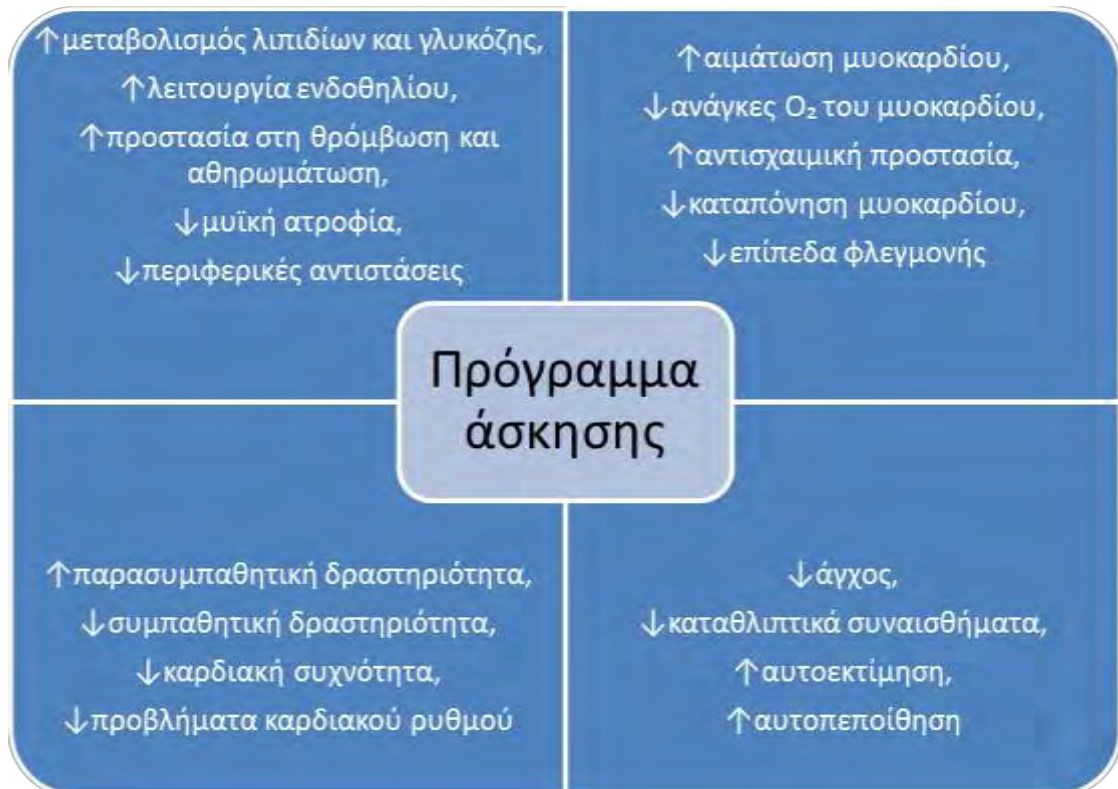 ↑μεταβολισμός λιπιδίων και γλυκόζης,
↑λειτουργία ενδοθηλίου,
↑προστασία στη θρόμβωση και
αθηρωμάτωση,
↓μυϊκή ατροφία,
↓περιφερικές αντιστάσεις
↑αιμάτωση μυοκαρδίου,
↓ανάγκες O₂ του μυοκαρδίου,
↑αντισχαιμική προστασία,
↓καταπόνηση μυοκαρδίου,
↓επίπεδα φλεγμονής
Πρόγραμμα
άσκησης
↑παρασυμπαθητική δραστηριότητα,
↓συμπαθητική δραστηριότητα,
↓καρδιακή συχνότητα,
↓προβλήματα καρδιακού ρυθμού
↓άγχος,
↓καταθλιπτικά συναισθήματα,
↑αυτοεκτίμηση,
↑αυτοπεποίθηση